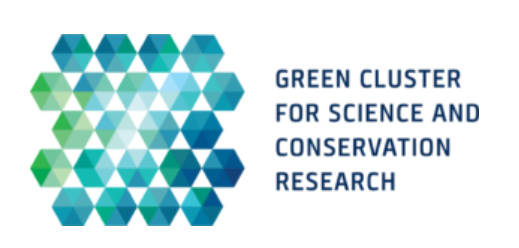 GREEN CLUSTER
FOR SCIENCE AND
CONSERVATION
RESEARCH